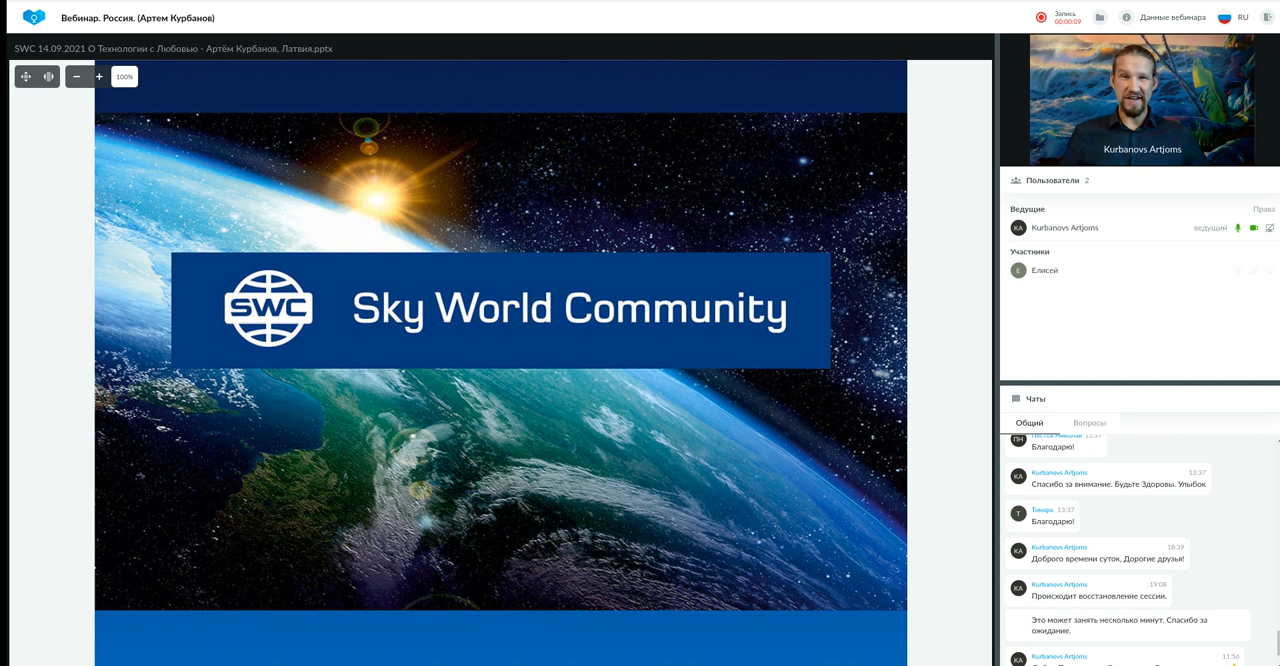 Вебинар. Россия. (Артем Курбанов)
Запись
00:00:09
Данные вебинара
RU
SWC 14.09.2021 О Технологии с Любовью - Артём Курбанов, Латвия.pptx
100%
SWC Sky World Community
Kurbanovs Artjoms
Пользователи 2
Ведущие Права
KA Kurbanovs Artjoms ведущий
Участники
Е Елисей
Чаты
Общий Вопросы
ПН 13:37
Благодарю!
KA Kurbanovs Artjoms 13:37
Спасибо за внимание. Будьте Здоровы. Улыбок
Т Тамара 13:37
Благодарю!
KA Kurbanovs Artjoms 18:39
Доброго времени суток, Дорогие друзья!
KA Kurbanovs Artjoms 19:08
Происходит восстановление сессии.
Это может занять несколько минут. Спасибо за
ожидание.
KA Kurbanovs Artjoms 11:56